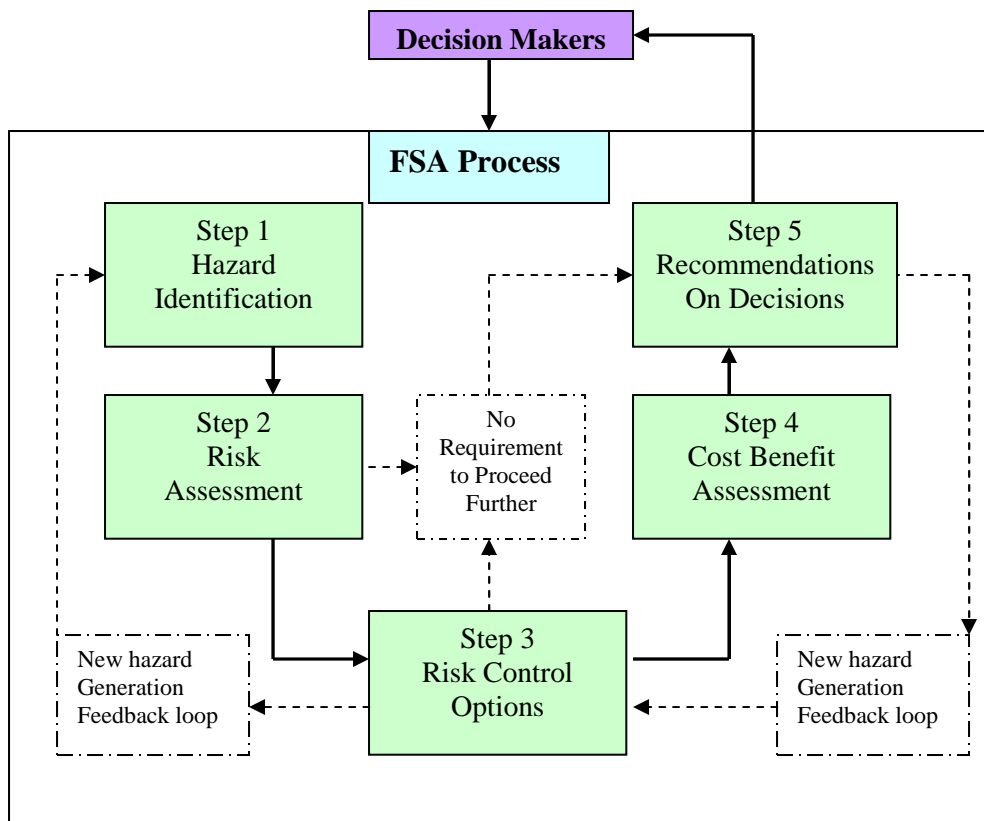 Decision Makers
FSA Process
Step 1
Hazard
Identification
Step 5
Recommendations
On Decisions
Step 2
Risk
Assessment
No
Requirement
to Proceed
Further
Step 4
Cost Benefit
Assessment
New hazard
Generation
Feedback loop
Step 3
Risk Control
Options
New hazard
Generation
Feedback loop